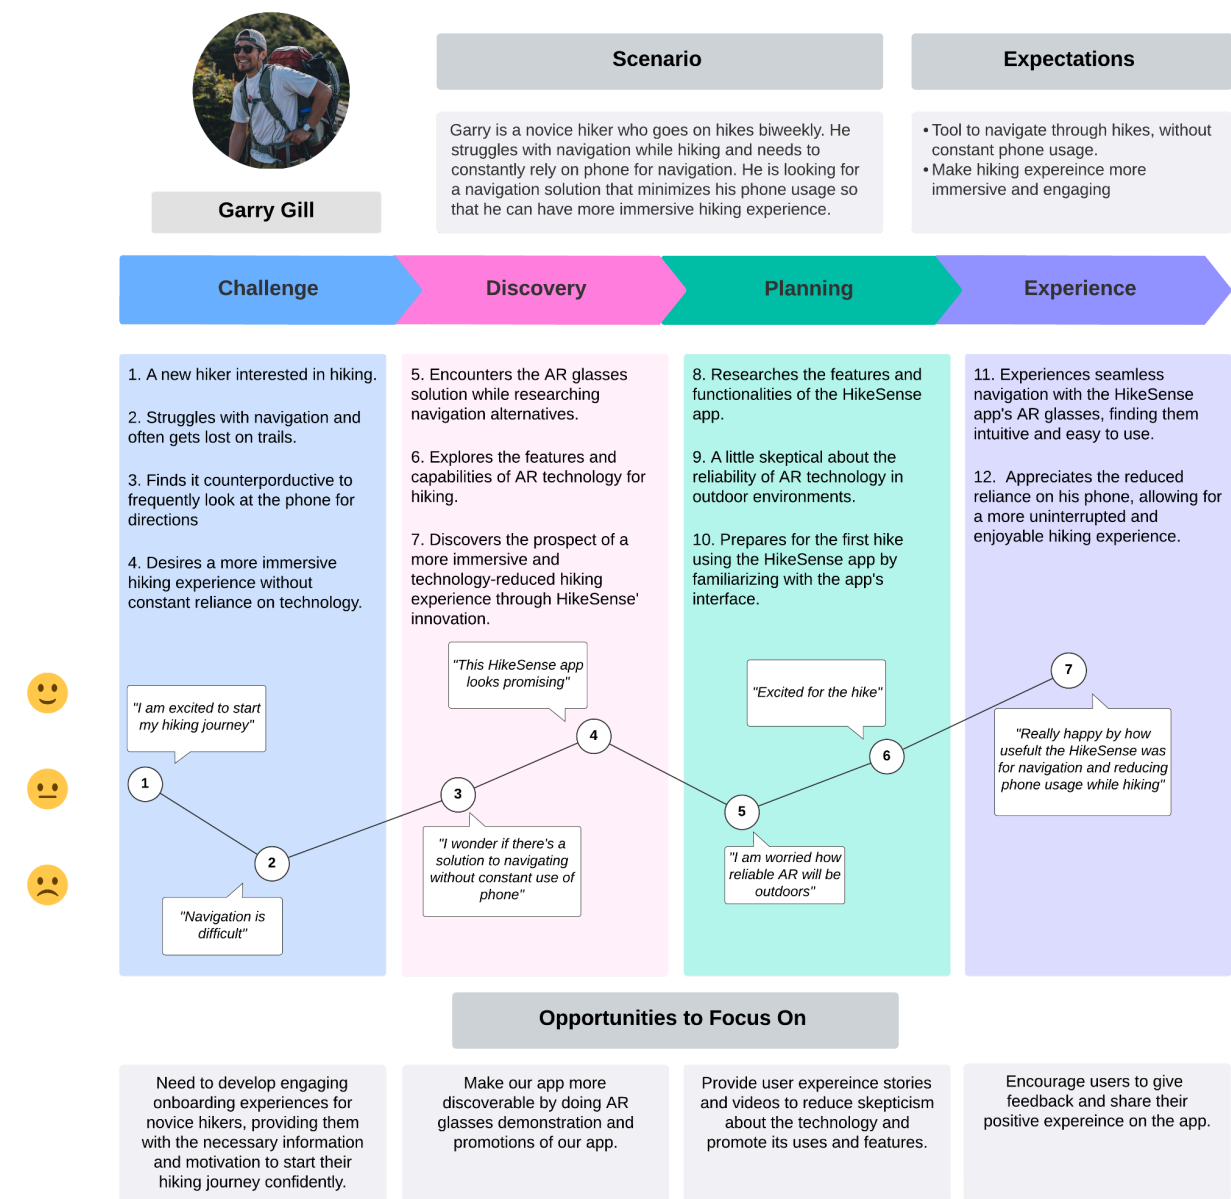 Scenario
Expectations
Garry is a novice hiker who goes on hikes biweekly. He
struggles with navigation while hiking and needs to
constantly rely on phone for navigation. He is looking for
a navigation solution that minimizes his phone usage so
that he can have more immersive hiking experience.
• Tool to navigate through hikes, without
constant phone usage.
• Make hiking expereince more
immersive and engaging
Garry Gill
Challenge
Discovery
Planning
Experience
1. A new hiker interested in hiking.
2. Struggles with navigation and
often gets lost on trails.
3. Finds it counterporductive to
frequently look at the phone for
directions
4. Desires a more immersive
hiking experience without
constant reliance on technology.
5. Encounters the AR glasses
solution while researching
navigation alternatives.
6. Explores the features and
capabilities of AR technology for
hiking.
7. Discovers the prospect of a
more immersive and
technology-reduced hiking
experience through HikeSense'
innovation.
8. Researches the features and
functionalities of the HikeSense
app.
9. A little skeptical about the
reliability of AR technology in
outdoor environments.
10. Prepares for the first hike
using the HikeSense app by
familiarizing with the app's
interface.
11. Experiences seamless
navigation with the HikeSense
app's AR glasses, finding them
intuitive and easy to use.
12.  Appreciates the reduced
reliance on his phone, allowing for
a more uninterrupted and
enjoyable hiking experience.
"I am excited to start
my hiking journey"
1
2
"Navigation is
difficult"
3
"I wonder if there's a
solution to navigating
without constant use of
phone"
"This HikeSense app
looks promising"
4
5
"I am worried how
reliable AR will be
outdoors"
"Excited for the hike"
6
7
"Really happy by how
usefult the HikeSense was
for navigation and reducing
phone usage while hiking"
Opportunities to Focus On
Need to develop engaging
onboarding experiences for
novice hikers, providing them
with the necessary information
and motivation to start their
hiking journey confidently.
Make our app more
discoverable by doing AR
glasses demonstration and
promotions of our app.
Provide user expereince stories
and videos to reduce skepticism
about the technology and
promote its uses and features.
Encourage users to give
feedback and share their
positive expereince on the app.